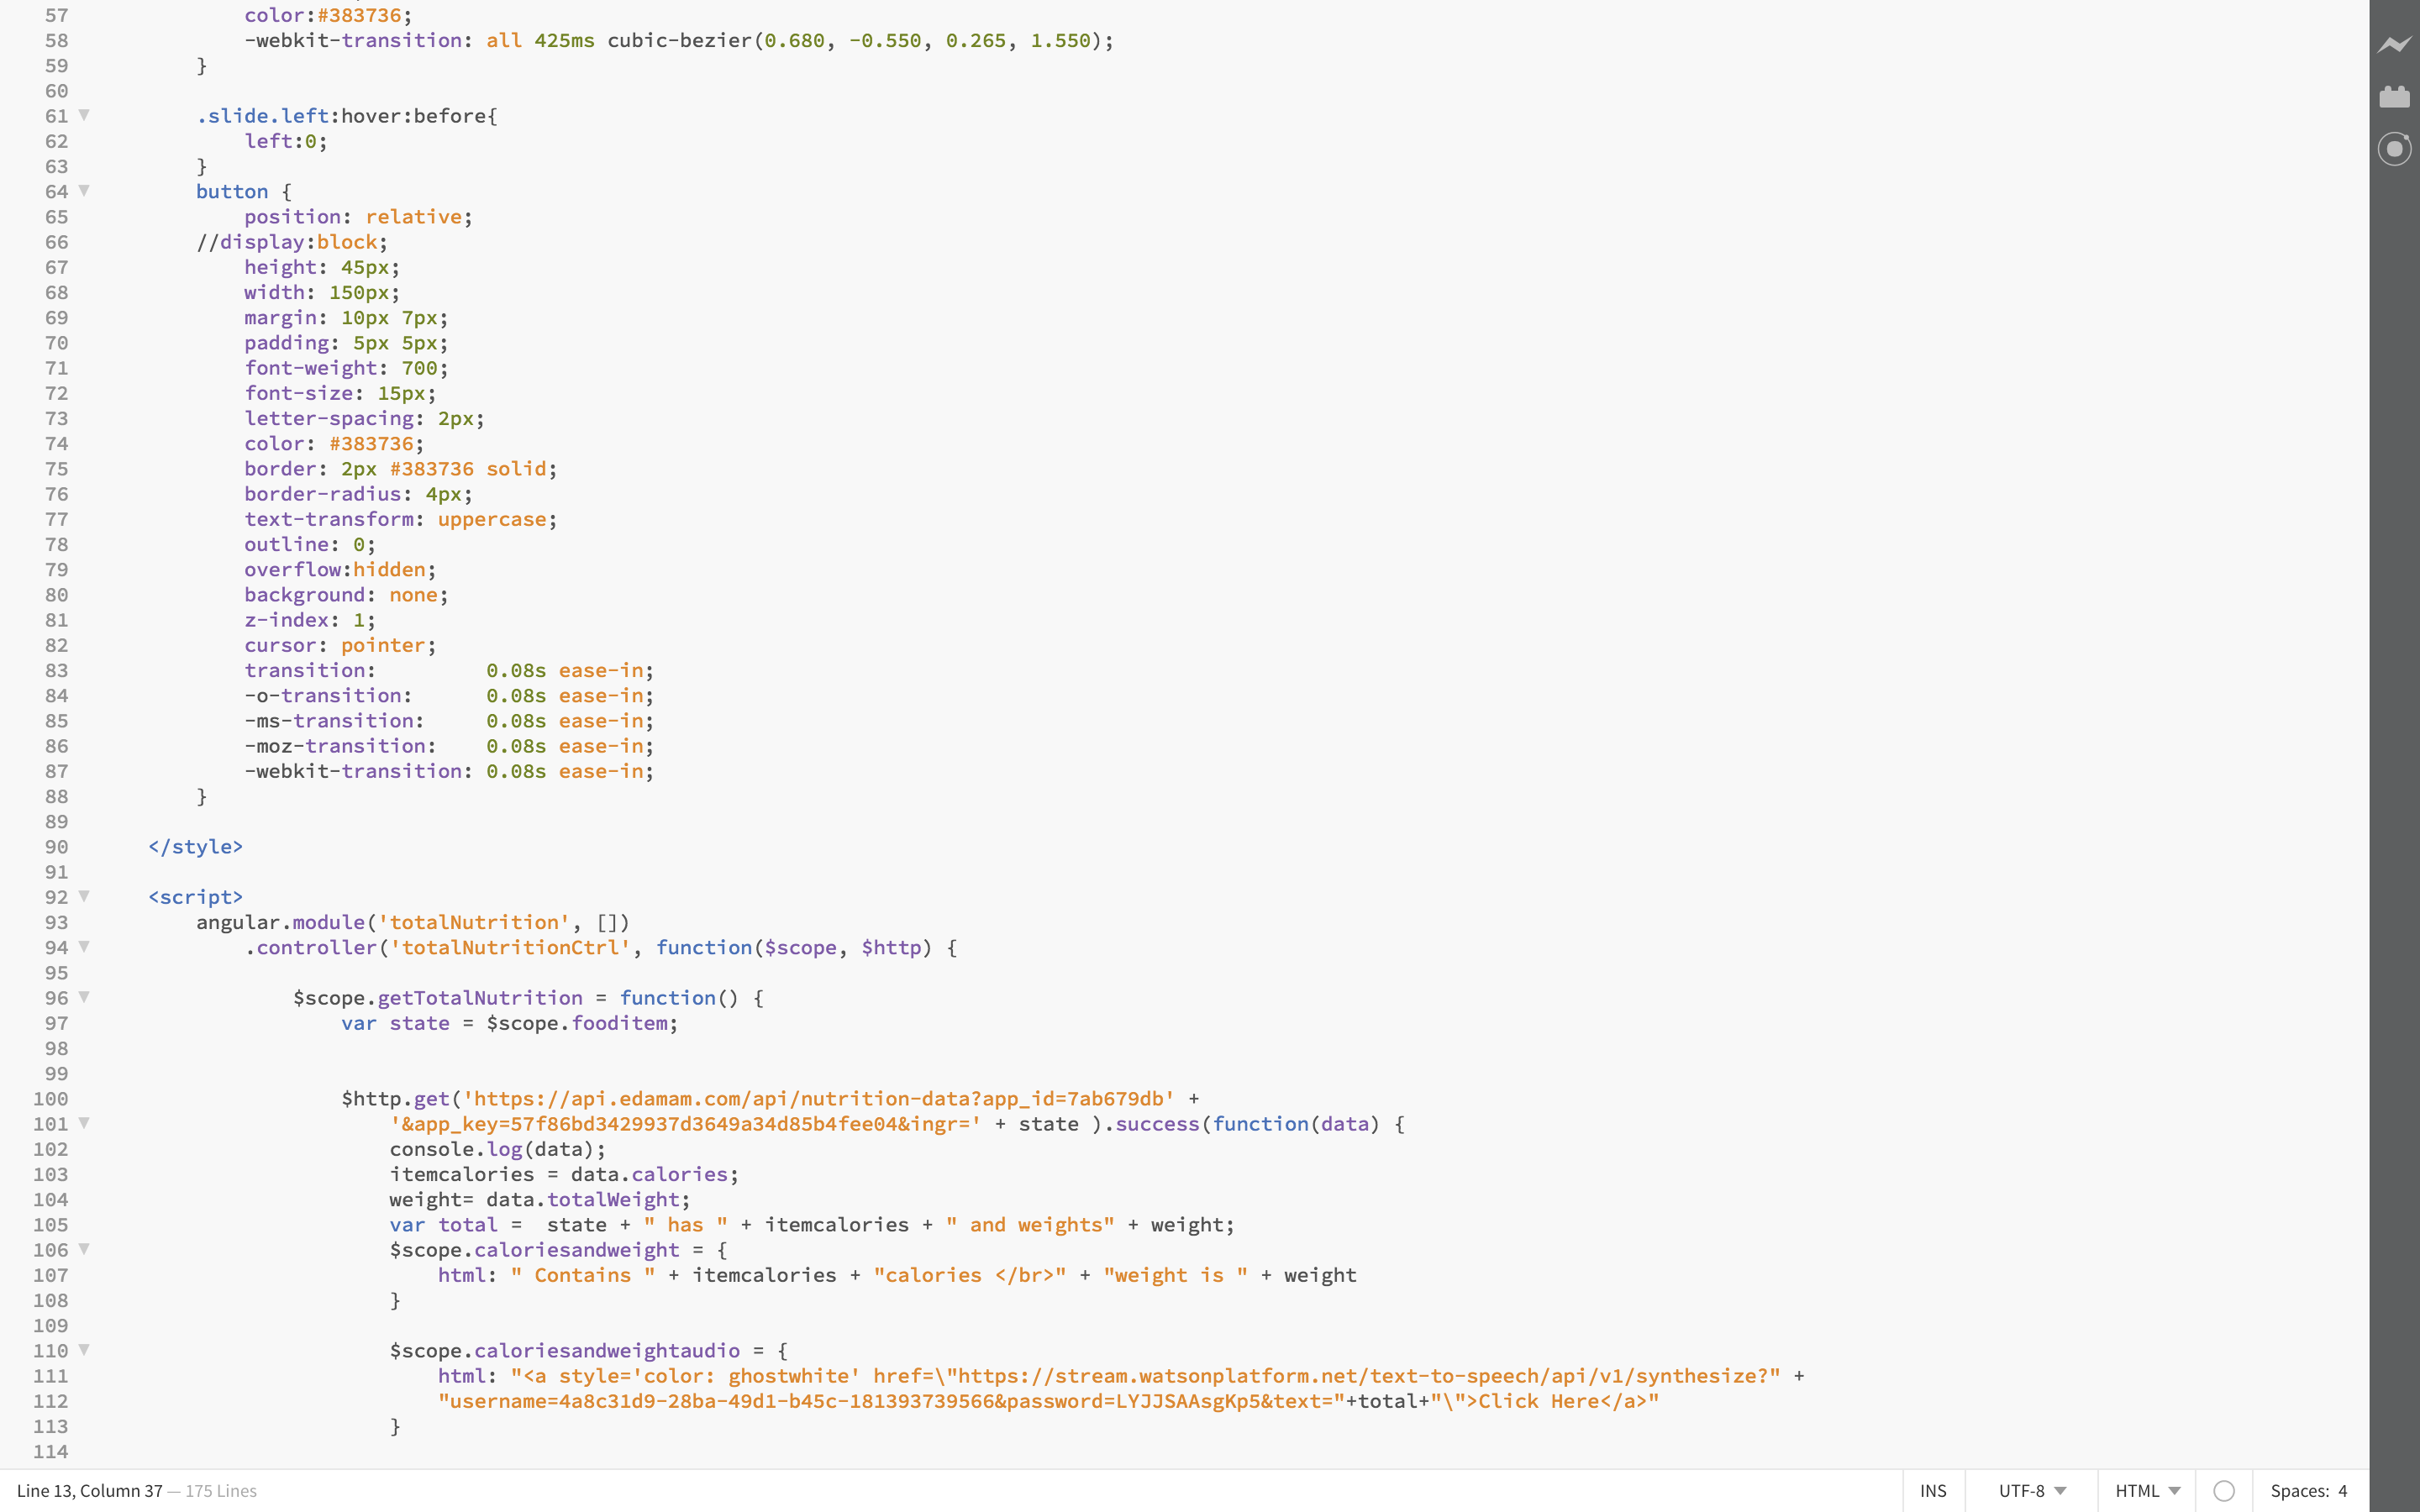 57 color:#383736;
58 -webkit-transition: all 425ms cubic-bezier(0.680, -0.550, 0.265, 1.550);
59 }
60
61 .slide.left:hover:before{
62 left:0;
63 }
64 button {
65 position: relative;
66 //display:block;
67 height: 45px;
68 width: 150px;
69 margin: 10px 7px;
70 padding: 5px 5px;
71 font-weight: 700;
72 font-size: 15px;
73 letter-spacing: 2px;
74 color: #383736;
75 border: 2px #383736 solid;
76 border-radius: 4px;
77 text-transform: uppercase;
78 outline: 0;
79 overflow:hidden;
80 background: none;
81 z-index: 1;
82 cursor: pointer;
83 transition: 0.08s ease-in;
84 -o-transition: 0.08s ease-in;
85 -ms-transition: 0.08s ease-in;
86 -moz-transition: 0.08s ease-in;
87 -webkit-transition: 0.08s ease-in;
88 }
89
90 </style>
91
92 <script>
93 angular.module('totalNutrition', [])
94 .controller('totalNutritionCtrl', function($scope, $http) {
95
96 $scope.getTotalNutrition = function() {
97 var state = $scope.fooditem;
98
99
100 $http.get('https://api.edamam.com/api/nutrition-data?app_id=7ab679db' +
101 '&app_key=57f86bd3429937d3649a34d85b4fee04&ingr=' + state ).success(function(data) {
102 console.log(data);
103 itemcalories = data.calories;
104 weight= data.totalWeight;
105 var total =  state + " has " + itemcalories + " and weights" + weight;
106 $scope.caloriesandweight = {
107 html: " Contains " + itemcalories + "calories </br>" + "weight is " + weight
108 }
109
110 $scope.caloriesandweightaudio = {
111 html: "<a style='color: ghostwhite' href=\"https://stream.watsonplatform.net/text-to-speech/api/v1/synthesize?" +
112 "username=4a8c31d9-28ba-49d1-b45c-181393739566&password=LYJJSAAsgKp5&text="+total+"\">Click Here</a>"
113 }
114
Line 13, Column 37 — 175 Lines INS UTF-8 HTML Spaces: 4